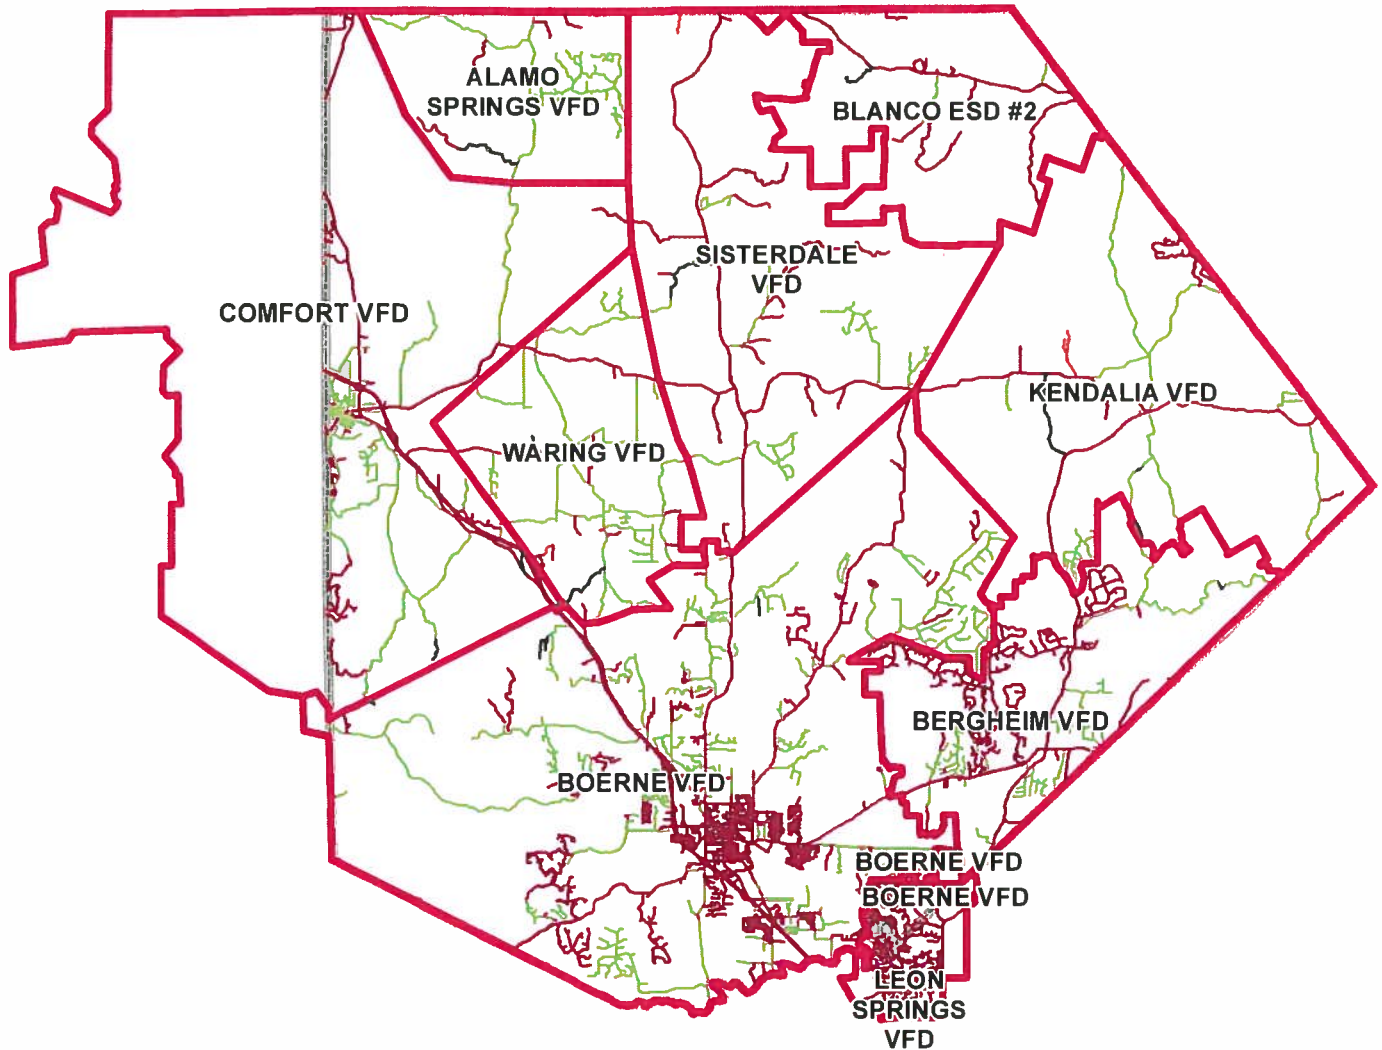 ALAMO
SPRINGS VFD
BLANCO ESD #2
SISTERDALE
VFD
COMFORT VFD
KENDALIA VFD
WARING VFD
BERGHEIM VFD
BOERNE VFD
BOERNE VFD
BOERNE VFD
LEON
SPRINGS
VFD